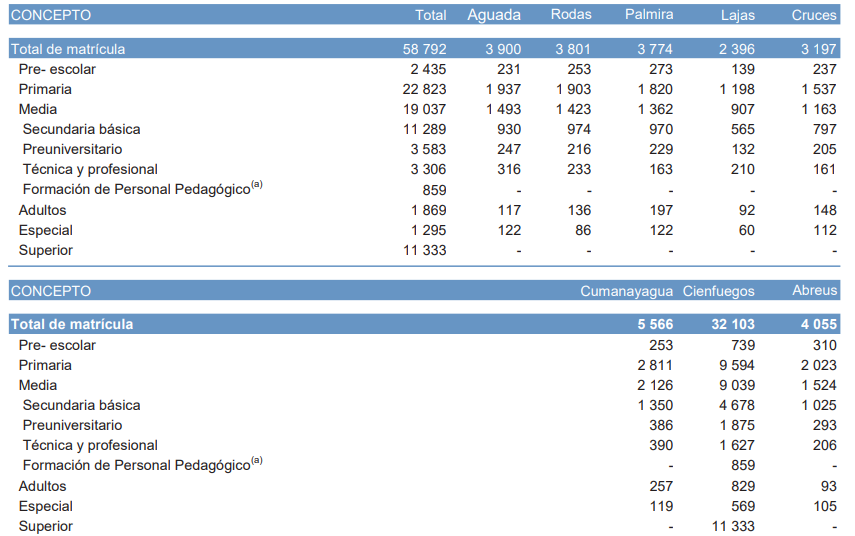 CONCEPTO Total Aguada Rodas Palmira Lajas Cruces
Total de matrícula 58 792 3 900 3 801 3 774 2 396 3 197
Pre- escolar 2 435 231 253 273 139 237
Primaria 22 823 1 937 1 903 1 820 1 198 1 537
Media 19 037 1 493 1 423 1 362 907 1 163
Secundaria básica 11 289 930 974 970 565 797
Preuniversitario 3 583 247 216 229 132 205
Técnica y profesional 3 306 316 233 163 210 161
Formación de Personal Pedagógico(a) 859 - - - - -
Adultos 1 869 117 136 197 92 148
Especial 1 295 122 86 122 60 112
Superior 11 333 - - - - -
CONCEPTO Cumanayagua Cienfuegos Abreus
Total de matrícula 5 566 32 103 4 055
Pre- escolar 253 739 310
Primaria 2 811 9 594 2 023
Media 2 126 9 039 1 524
Secundaria básica 1 350 4 678 1 025
Preuniversitario 386 1 875 293
Técnica y profesional 390 1 627 206
Formación de Personal Pedagógico(a) - 859 -
Adultos 257 829 93
Especial 119 569 105
Superior - 11 333 -